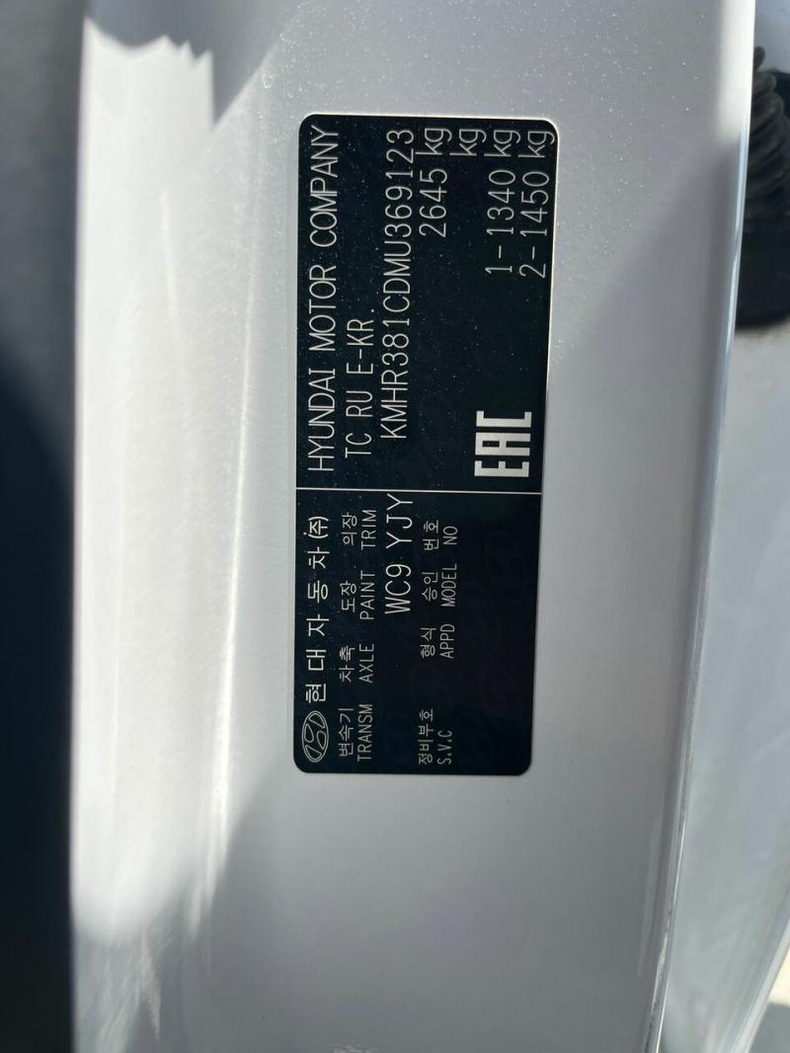 현대자동차(주)
변속기 차축 도장 의장
TRANSM AXLE PAINT TRIM
WC9 YJY
정비부호 형식 승인 번호
S.V.C APPD MODEL NO
HYUNDAI MOTOR COMPANY
TC RU E-KR.
KMHR381CDMU369123
2645 kg
kg
1- 1340 kg
2- 1450 kg
EAC